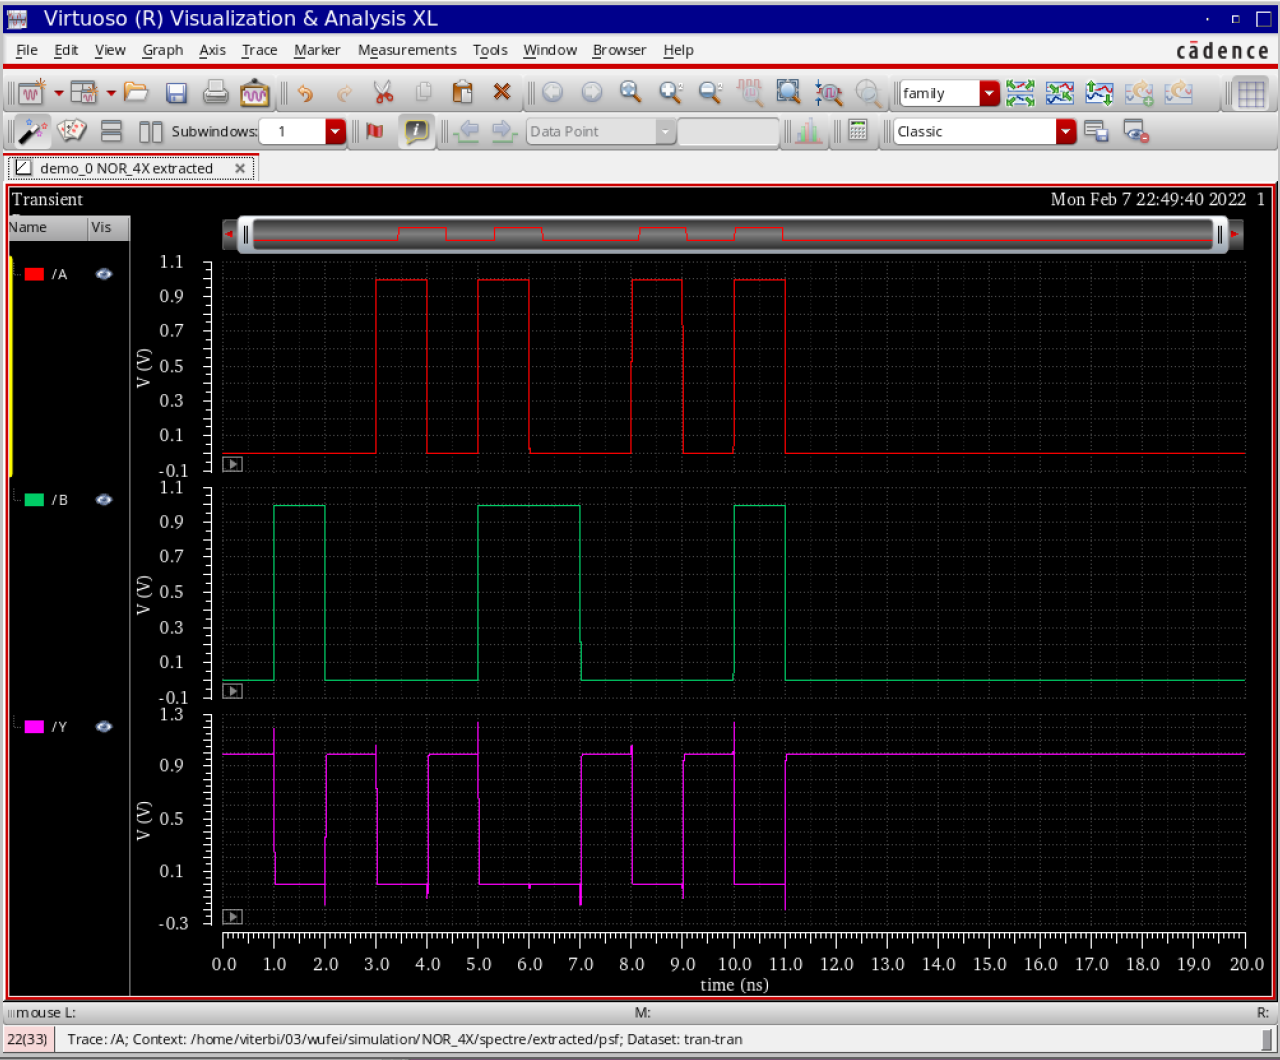 Virtuoso (R) Visualization & Analysis XL
File Edit View Graph Axis Trace Marker Measurements Tools Window Browser Help cādence
family
Subwindows: 1 Data Point Classic
demo_0 NOR_4X extracted
Transient Mon Feb 7 22:49:40 2022 1
Name Vis
/A
1.1
0.9
0.7
0.5
0.3
0.1
-0.1
V (V)
/B
1.1
0.9
0.7
0.5
0.3
0.1
-0.1
V (V)
/Y
1.3
0.9
0.5
0.1
-0.3
V (V)
0.0 1.0 2.0 3.0 4.0 5.0 6.0 7.0 8.0 9.0 10.0 11.0 12.0 13.0 14.0 15.0 16.0 17.0 18.0 19.0 20.0
time (ns)
mouse L: M: R:
22(33) Trace: /A; Context: /home/viterbi/03/wufei/simulation/NOR_4X/spectre/extracted/psf; Dataset: tran-tran